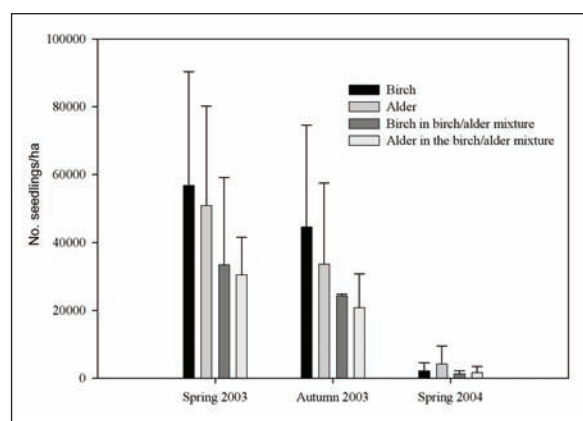 100000
80000
60000
40000
20000
0
No. seedlings/ha
Birch
Alder
Birch in birch/alder mixture
Alder in the birch/alder mixture
Spring 2003 Autumn 2003 Spring 2004